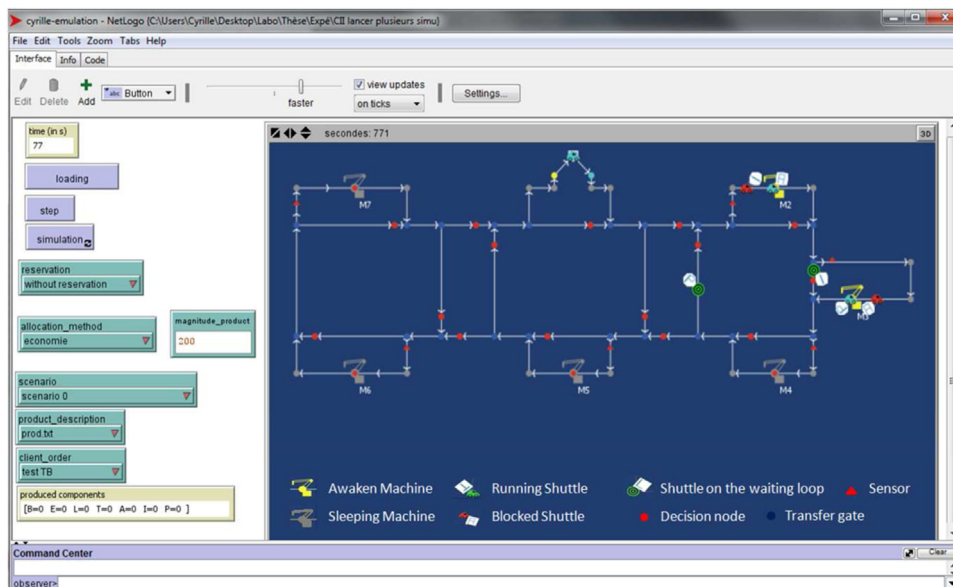 cyrille-emulation - NetLogo {C:\Users\Cyrille\Desktop\Labo\Thèse\Expé\CII lancer plusieurs simu}
File Edit Tools Zoom Tabs Help
Interface Info Code
Edit Delete Add abc Button faster view updates on ticks Settings...
time (in s)
77
secondes: 771 3D
loading
step
simulation
reservation
without reservation
allocation_method
economie
magnitude_product
200
scenario
scenario 0
product_description
prod.txt
client_order
test TB
produced components
[B=0 E=0 L=0 T=0 A=0 I=0 P=0 ]
M7 M2
M3
M6 M5 M4
Awaken Machine Running Shuttle Shuttle on the waiting loop Sensor
Sleeping Machine Blocked Shuttle Decision node Transfer gate
Command Center Clear
observer>